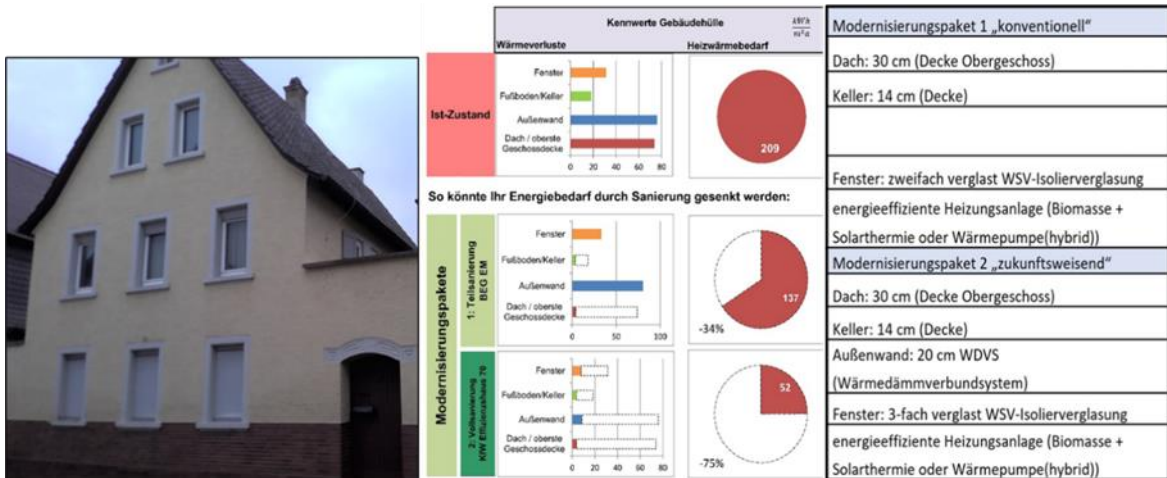 Kennwerte Gebäudehülle
kWh
m²a
Wärmeverluste
Heizwärmebedarf
Ist-Zustand
Fenster
Fußboden/Keller
Außenwand
Dach / oberste
Geschossdecke
0 20 40 60 80
209
So könnte Ihr Energiebedarf durch Sanierung gesenkt werden:
Modernisierungspakete
1: Teilsanierung
BEG EM
Fenster
Fußboden/Keller
Außenwand
Dach / oberste
Geschossdecke
0 50 100
137
-34%
2: Vollsanierung
KfW Effizienzhaus 70
Fenster
Fußboden/Keller
Außenwand
Dach / oberste
Geschossdecke
0 20 40 60 80
52
-75%
Modernisierungspaket 1 „konventionell“
Dach: 30 cm (Decke Obergeschoss)
Keller: 14 cm (Decke)
Fenster: zweifach verglast WSV-Isolierverglasung
energieeffiziente Heizungsanlage (Biomasse +
Solarthermie oder Wärmepumpe(hybrid))
Modernisierungspaket 2 „zukunftsweisend“
Dach: 30 cm (Decke Obergeschoss)
Keller: 14 cm (Decke)
Außenwand: 20 cm WDVS
(Wärmedämmverbundsystem)
Fenster: 3-fach verglast WSV-Isolierverglasung
energieeffiziente Heizungsanlage (Biomasse +
Solarthermie oder Wärmepumpe(hybrid))